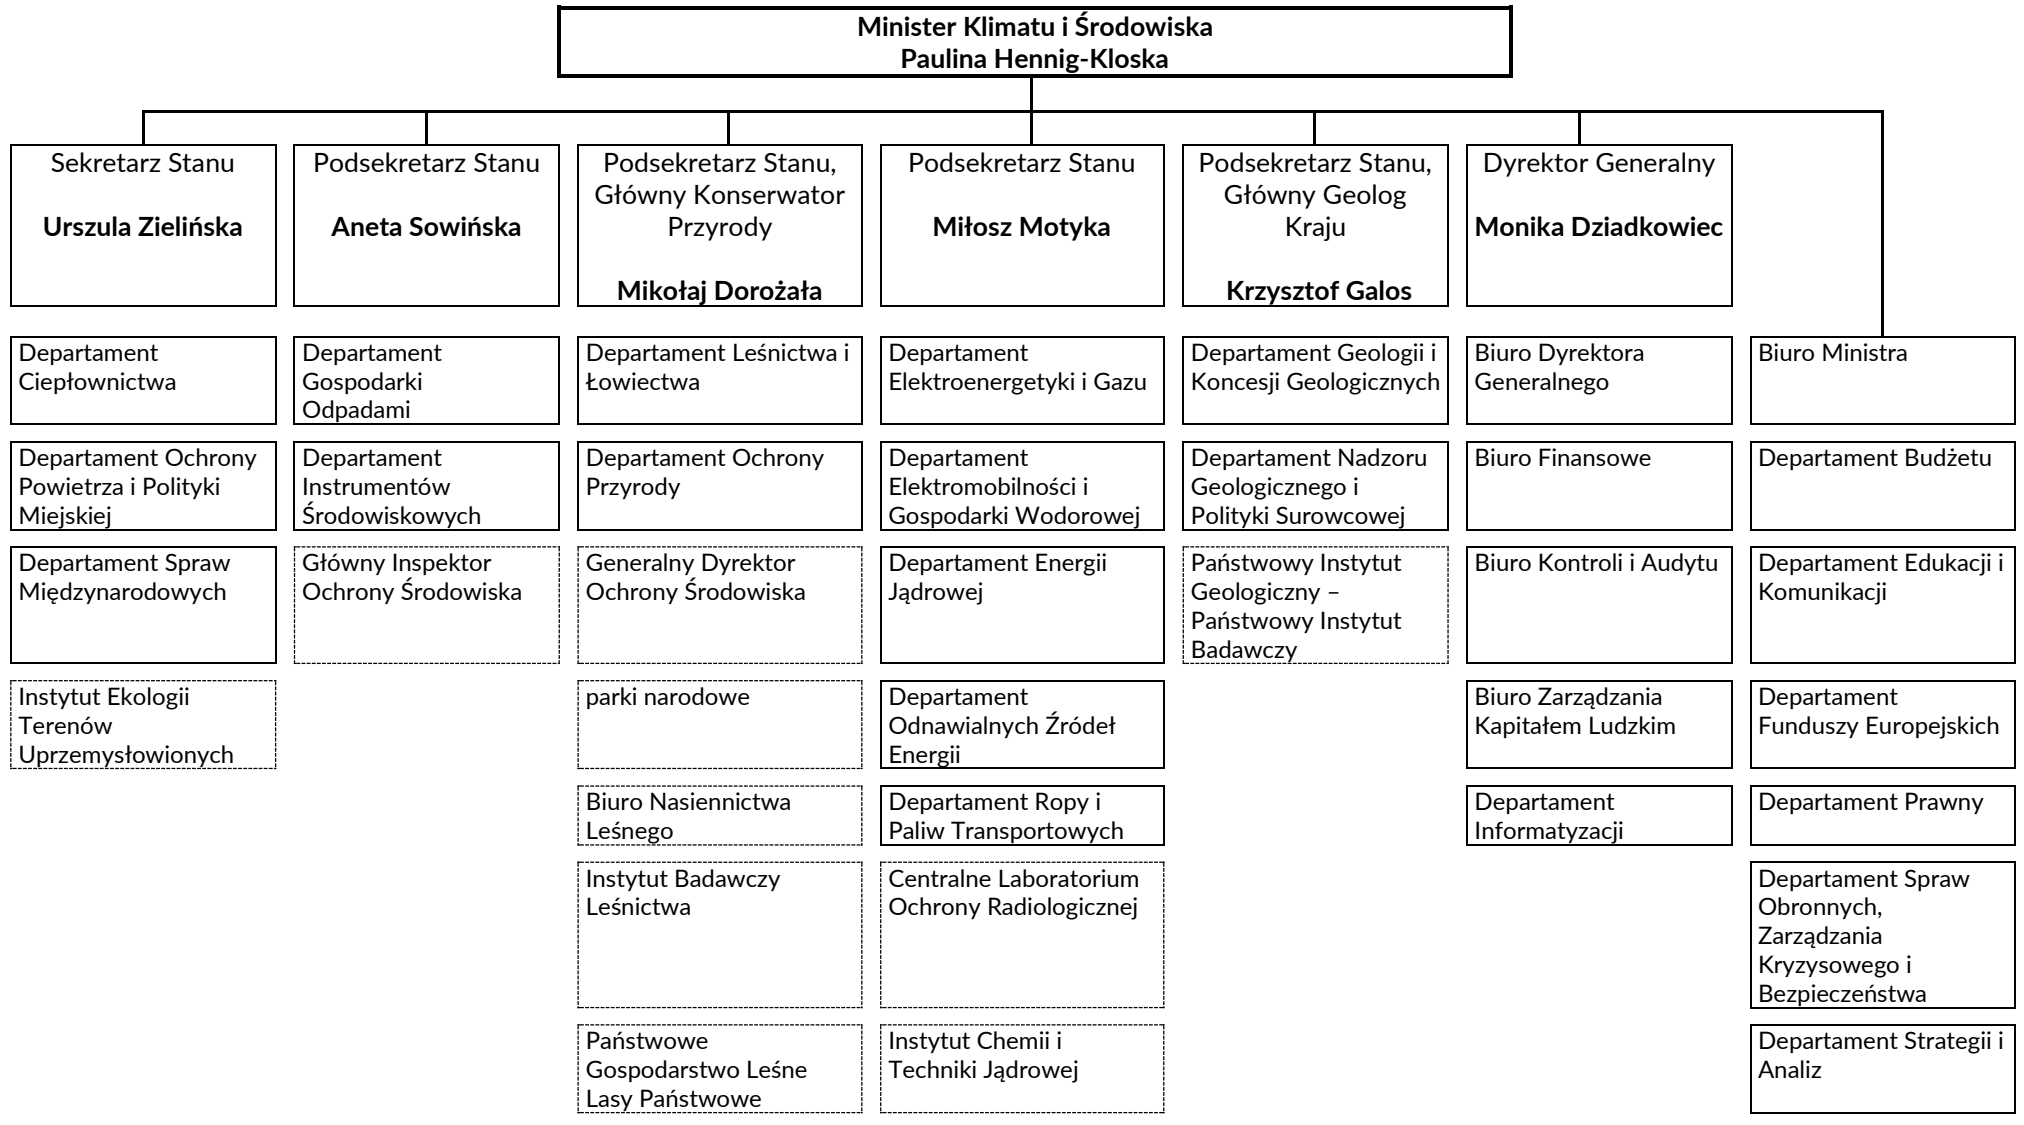 Minister Klimatu i Środowiska
Paulina Hennig-Kloska
Sekretarz Stanu
Urszula Zielińska
Podsekretarz Stanu
Aneta Sowińska
Podsekretarz Stanu,
Główny Konserwator
Przyrody
Mikołaj Dorożała
Podsekretarz Stanu
Miłosz Motyka
Podsekretarz Stanu,
Główny Geolog
Kraju
Krzysztof Galos
Dyrektor Generalny
Monika Dziadkowiec
Departament
Ciepłownictwa
Departament
Gospodarki
Odpadami
Departament Leśnictwa i
Łowiectwa
Departament
Elektroenergetyki i Gazu
Departament Geologii i
Koncesji Geologicznych
Biuro Dyrektora
Generalnego
Biuro Ministra
Departament Ochrony
Powietrza i Polityki
Miejskiej
Departament
Instrumentów
Środowiskowych
Departament Ochrony
Przyrody
Departament
Elektromobilności i
Gospodarki Wodorowej
Departament Nadzoru
Geologicznego i
Polityki Surowcowej
Biuro Finansowe
Departament Budżetu
Departament Spraw
Międzynarodowych
Główny Inspektor
Ochrony Środowiska
Generalny Dyrektor
Ochrony Środowiska
Departament Energii
Jądrowej
Państwowy Instytut
Geologiczny –
Państwowy Instytut
Badawczy
Biuro Kontroli i Audytu
Departament Edukacji i
Komunikacji
Instytut Ekologii
Terenów
Uprzemysłowionych
parki narodowe
Departament
Odnawialnych Źródeł
Energii
Biuro Zarządzania
Kapitałem Ludzkim
Departament
Funduszy Europejskich
Biuro Nasiennictwa
Leśnego
Departament Ropy i
Paliw Transportowych
Departament
Informatyzacji
Departament Prawny
Instytut Badawczy
Leśnictwa
Centralne Laboratorium
Ochrony Radiologicznej
Departament Spraw
Obronnych,
Zarządzania
Kryzysowego i
Bezpieczeństwa
Państwowe
Gospodarstwo Leśne
Lasy Państwowe
Instytut Chemii i
Techniki Jądrowej
Departament Strategii i
Analiz